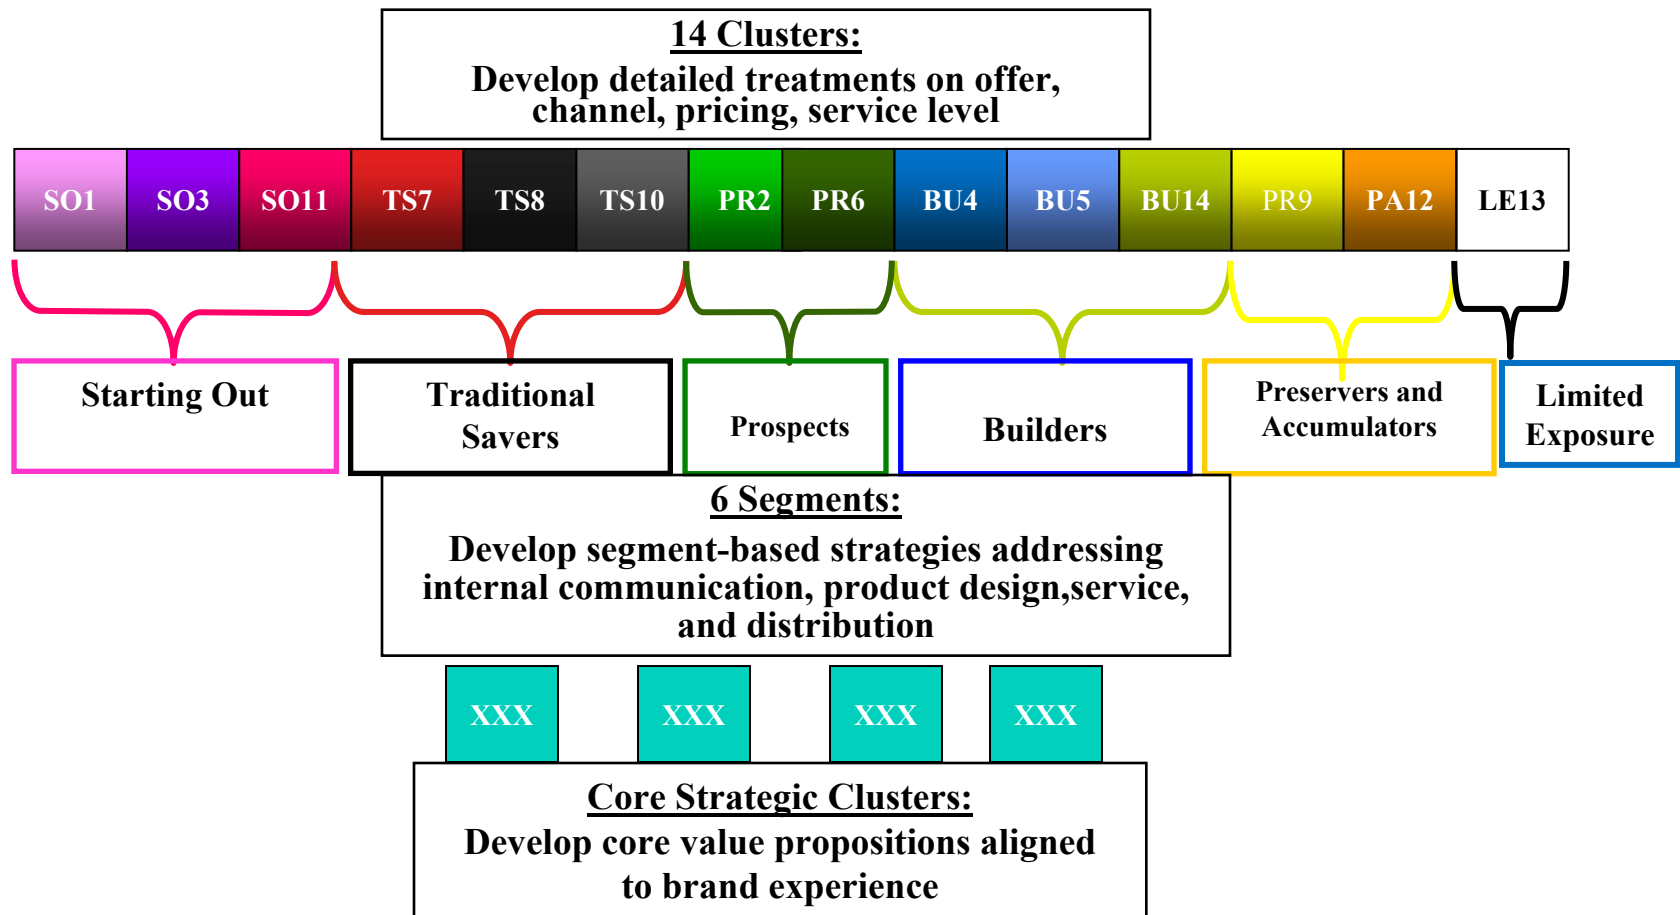 14 Clusters:
Develop detailed treatments on offer,
channel, pricing, service level
SO1 SO3 SO11 TS7 TS8 TS10 PR2 PR6 BU4 BU5 BU14 PR9 PA12 LE13
Starting Out
Traditional
Savers
Prospects
Builders
Preservers and
Accumulators
Limited
Exposure
6 Segments:
Develop segment-based strategies addressing
internal communication, product design,service,
and distribution
XXX XXX XXX XXX
Core Strategic Clusters:
Develop core value propositions aligned
to brand experience